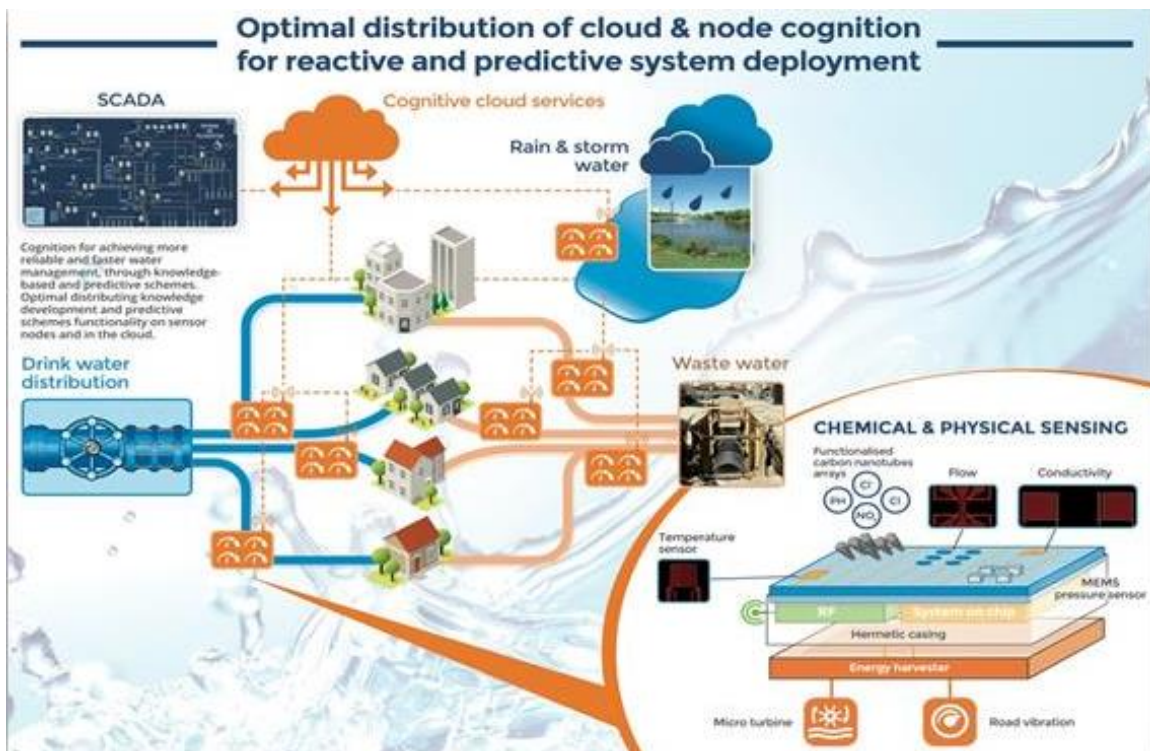 Optimal distribution of cloud & node cognition
for reactive and predictive system deployment
SCADA
Cognitive cloud services
Rain & storm
water
Cognition for achieving more
reliable and faster water
management, through knowledge-
based and predictive schemes.
Optimal distributing knowledge
development and predictive
schemes functionality on sensor
nodes and in the cloud.
Drink water
distribution
Waste water
CHEMICAL & PHYSICAL SENSING
Functionalised
carbon nanotubes
arrays
Cl-
PH
Cl
NO
Flow
Conductivity
Temperature
sensor
MEMS
pressure sensor
RF
System on chip
Hermetic casing
Energy harvester
Micro turbine
Road vibration